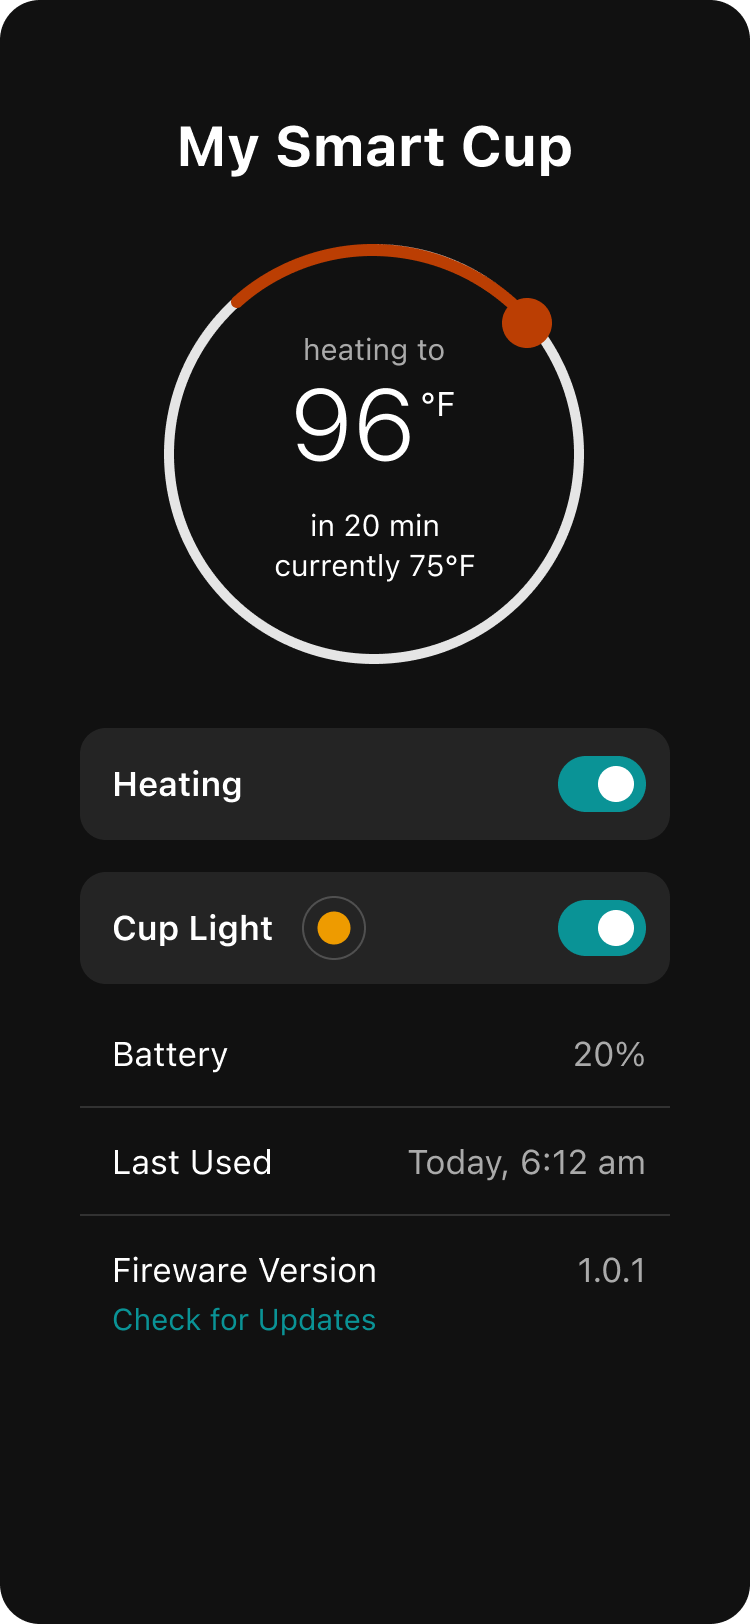 My Smart Cup
heating to
96 °F
in 20 min
currently 75°F
Heating
Cup Light
Battery 20%
Last Used Today, 6:12 am
Fireware Version 1.0.1
Check for Updates